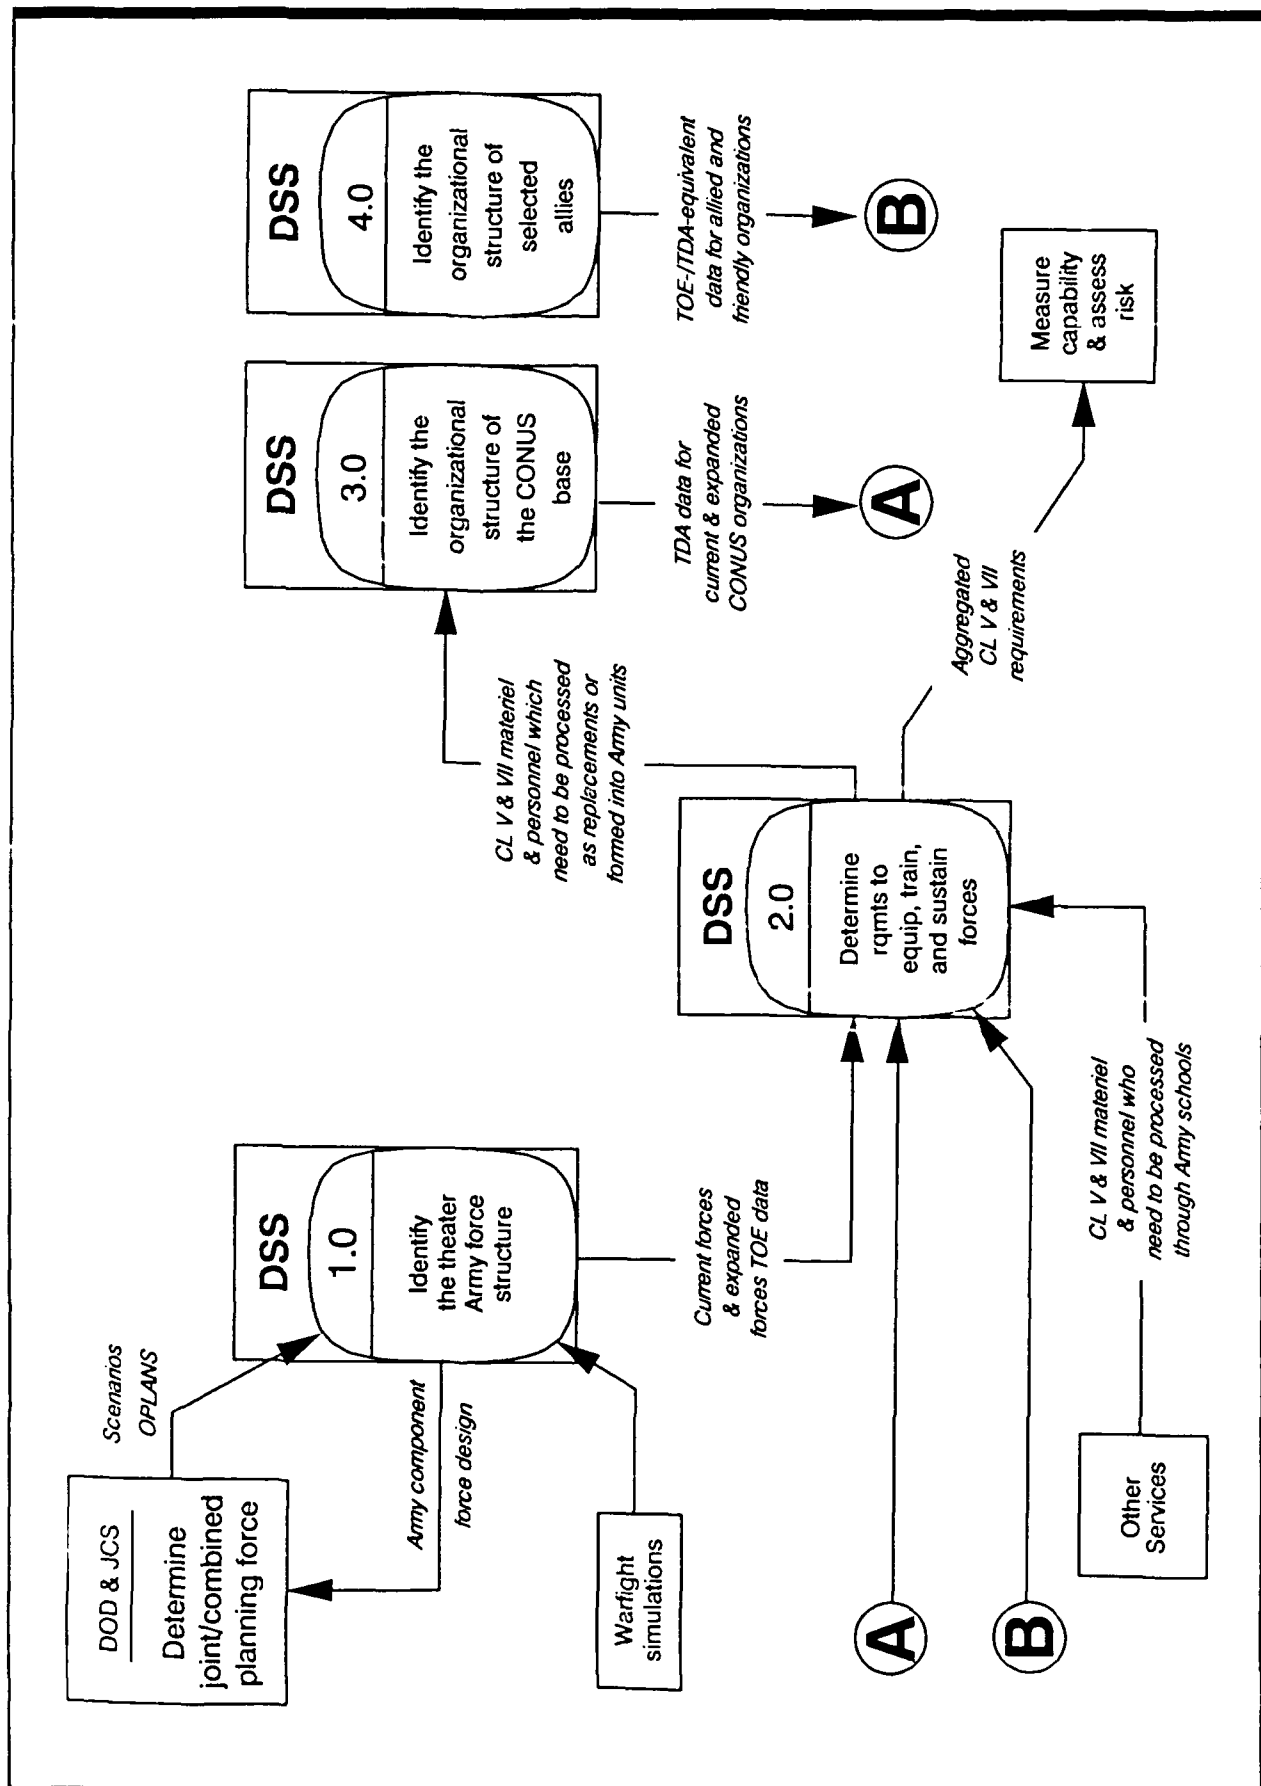 DOD & JCS
Determine
joint/combined
planning force
Scenarios
OPLANS
Army component
force design
Warfight
simulations
DSS
1.0
Identify
the theater
Army force
structure
Current forces
& expanded
forces TOE data
A
B
Other
Services
CL V & VII materiel
& personnel who
need to be processed
through Army schools
DSS
2.0
Determine
rqmts to
equip, train,
and sustain
forces
CL V & VII materiel
& personnel which
need to be processed
as replacements or
formed into Army units
Aggregated
CL V & VII
requirements
Measure
capability
& assess
risk
DSS
3.0
Identify the
organizational
structure of
the CONUS
base
TDA data for
current & expanded
CONUS organizations
A
DSS
4.0
Identify the
organizational
structure of
selected
allies
TOE-/TDA-equivalent
data for allied and
friendly organizations
B